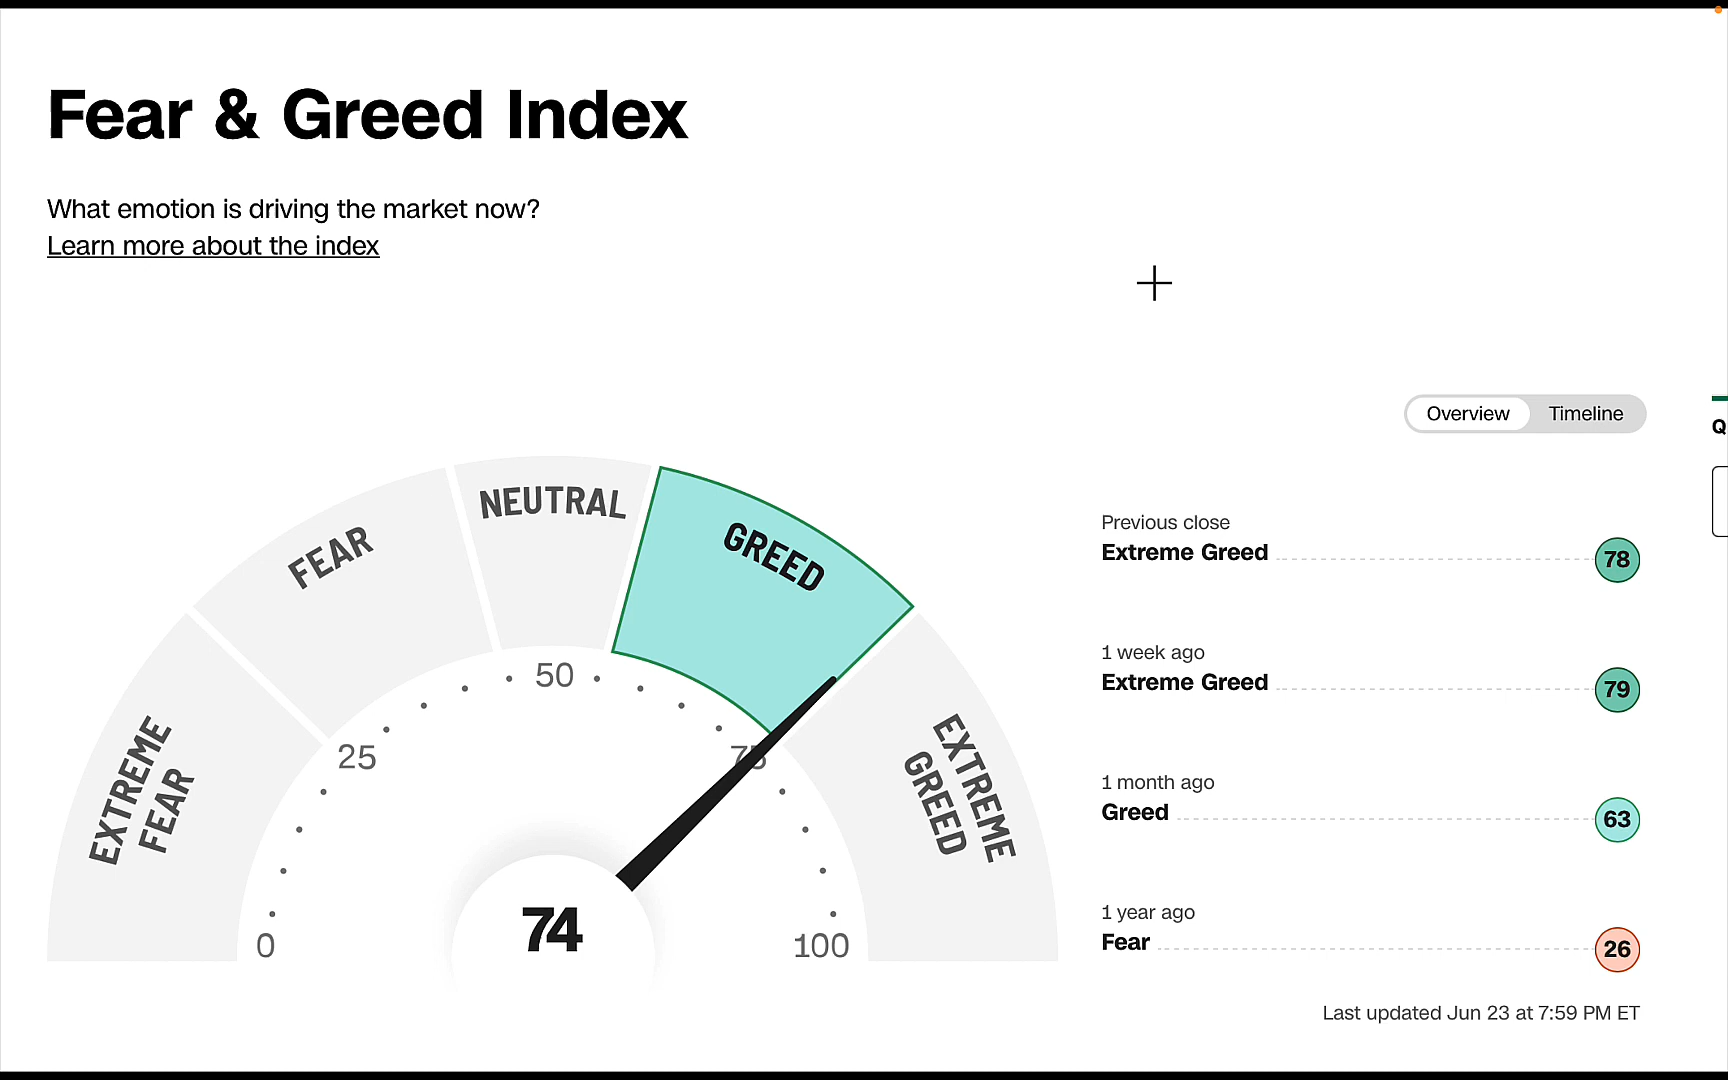 Fear & Greed Index
What emotion is driving the market now?
Learn more about the index
Overview
Timeline
Q
EXTREME
FEAR
FEAR
NEUTRAL
GREED
EXTREME
GREED
0
25
50
75
100
74
Previous close
Extreme Greed
78
1 week ago
Extreme Greed
79
1 month ago
Greed
63
1 year ago
Fear
26
Last updated Jun 23 at 7:59 PM ET